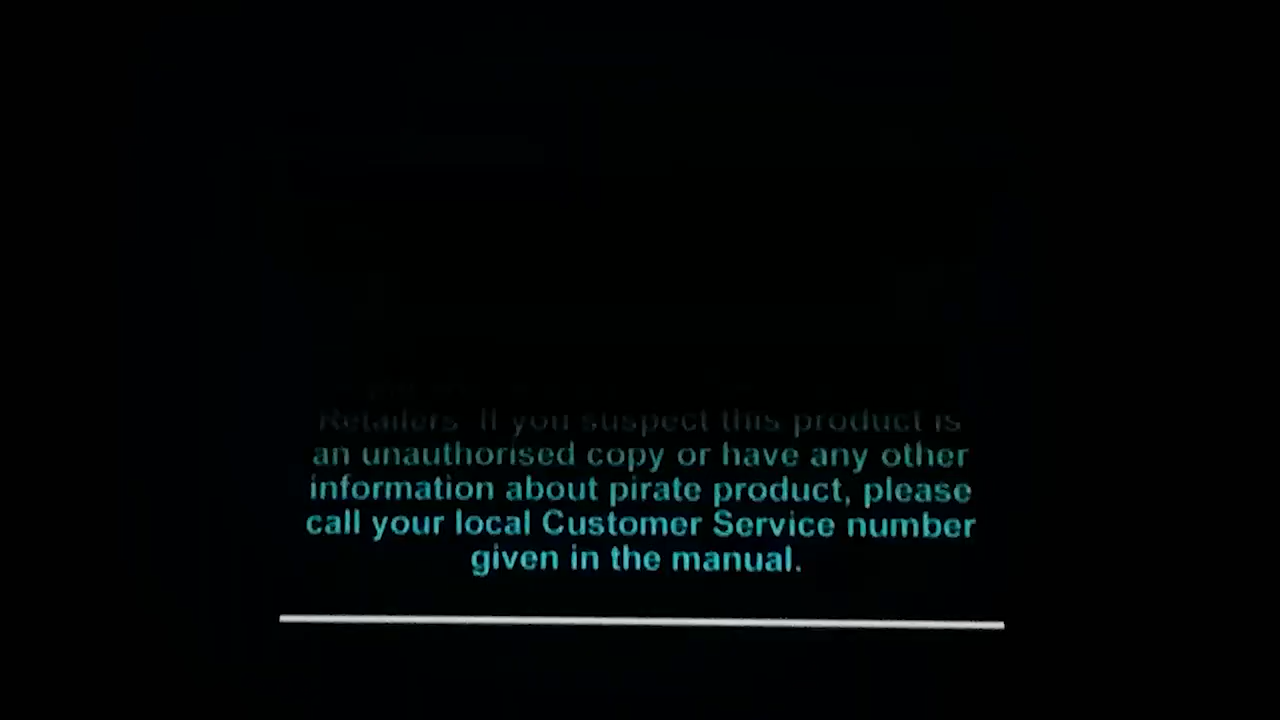 Retailers. If you suspect this product is
an unauthorised copy or have any other
information about pirate product, please
call your local Customer Service number
given in the manual.